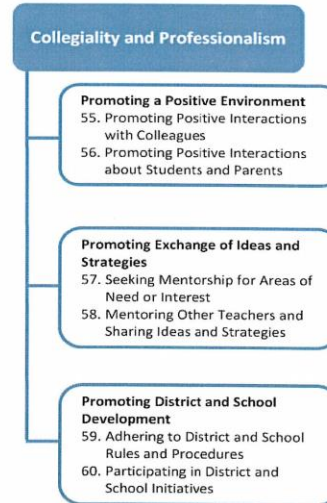 Collegiality and Professionalism
Promoting a Positive Environment
55. Promoting Positive Interactions
with Colleagues
56. Promoting Positive Interactions
about Students and Parents
Promoting Exchange of Ideas and
Strategies
57. Seeking Mentorship for Areas of
Need or Interest
58. Mentoring Other Teachers and
Sharing Ideas and Strategies
Promoting District and School
Development
59. Adhering to District and School
Rules and Procedures
60. Participating in District and
School Initiatives